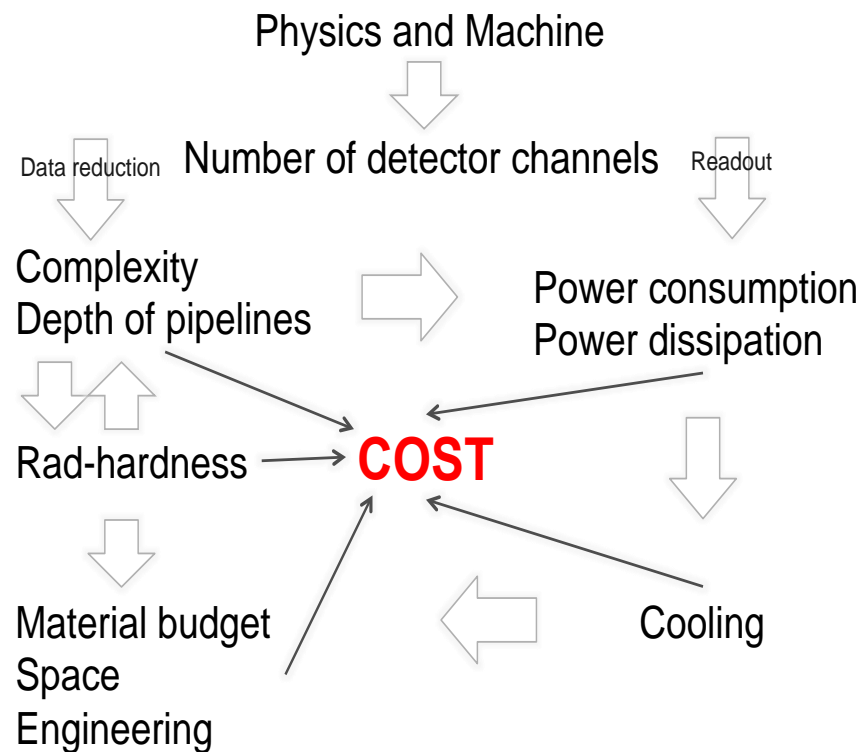 Physics and Machine
Data reduction
Number of detector channels
Readout
Complexity
Depth of pipelines
Power consumption
Power dissipation
Rad-hardness
COST
Material budget
Space
Engineering
Cooling